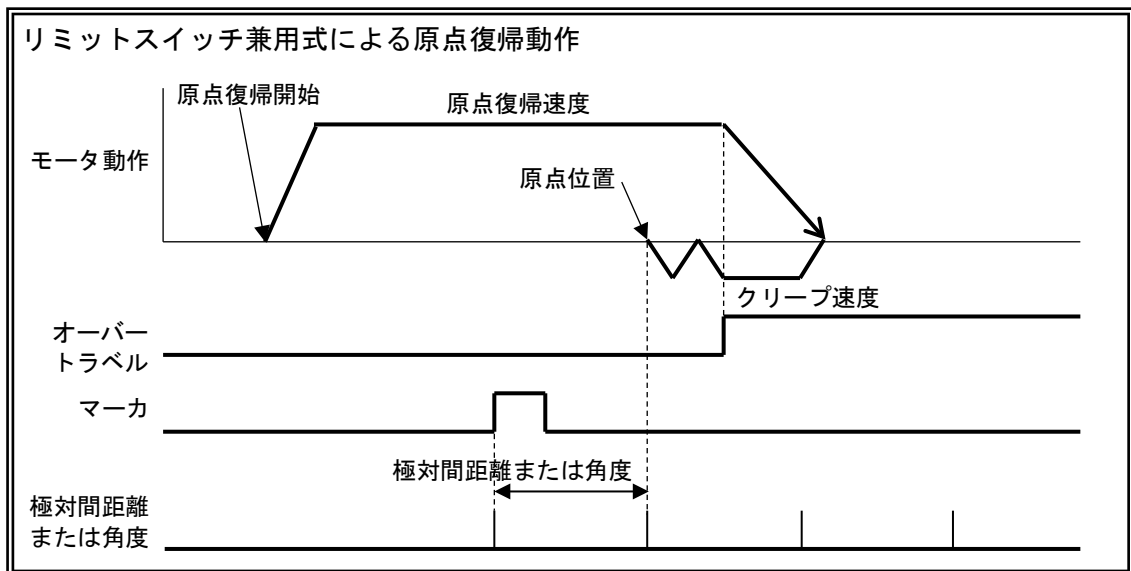 リミットスイッチ兼用式による原点復帰動作
原点復帰開始
原点復帰速度
モータ動作
原点位置
クリープ速度
オーバー
トラベル
マーカ
極対間距離または角度
極対間距離
または角度